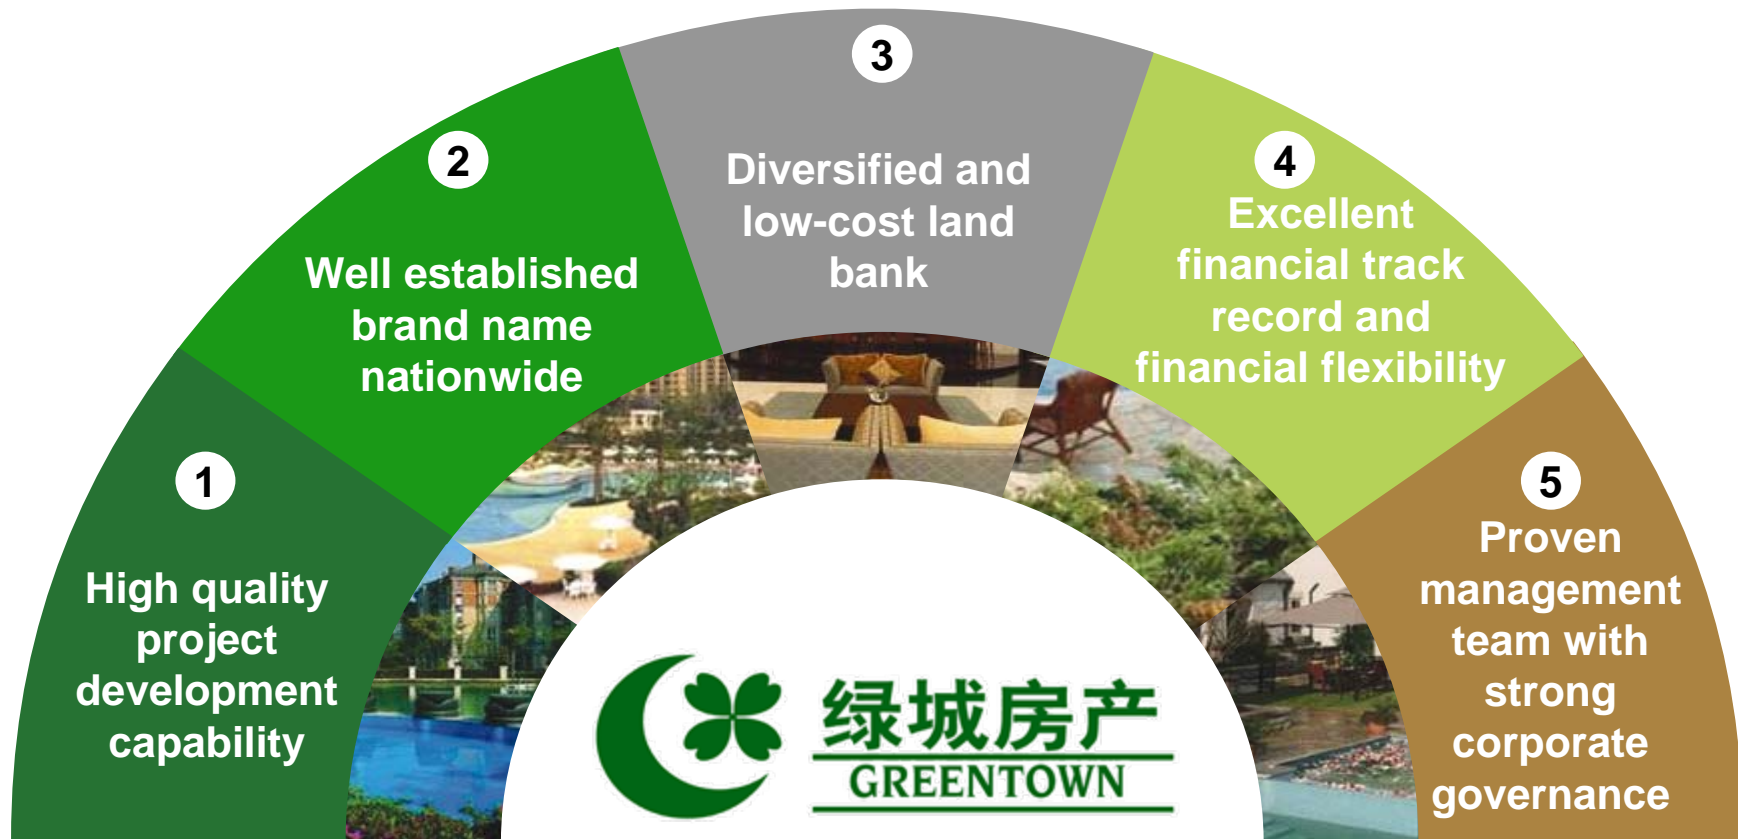 1
High quality
project
development
capability
2
Well established
brand name
nationwide
3
Diversified and
low-cost land
bank
4
Excellent
financial track
record and
financial flexibility
5
Proven
management
team with
strong
corporate
governance
绿城房产
GREENTOWN